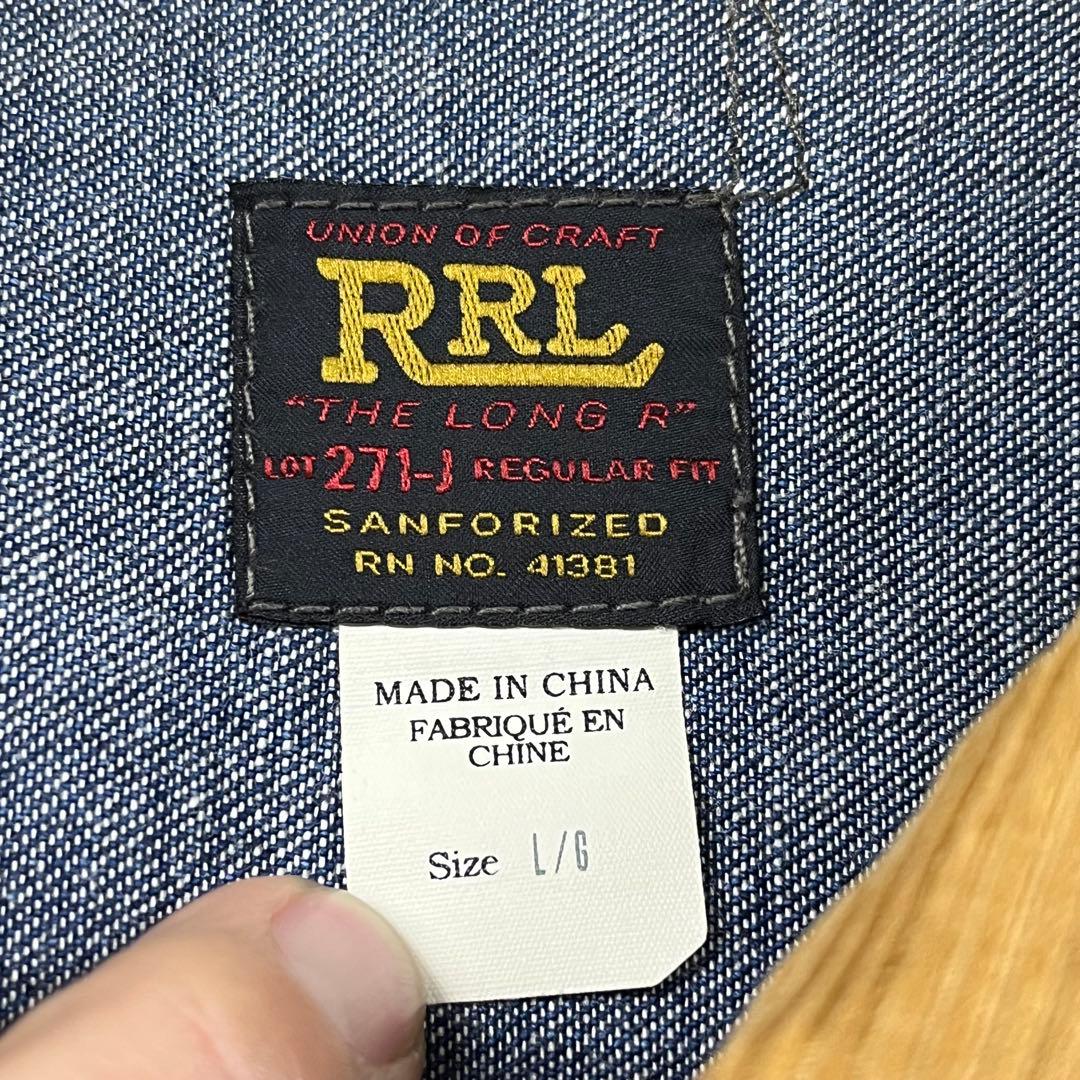 UNION OF CRAFT
RRL
"THE LONG R"
LOT 271-J REGULAR FIT
SANFORIZED
RN NO. 41381
MADE IN CHINA
FABRIQUÉ EN
CHINE
Size L/G